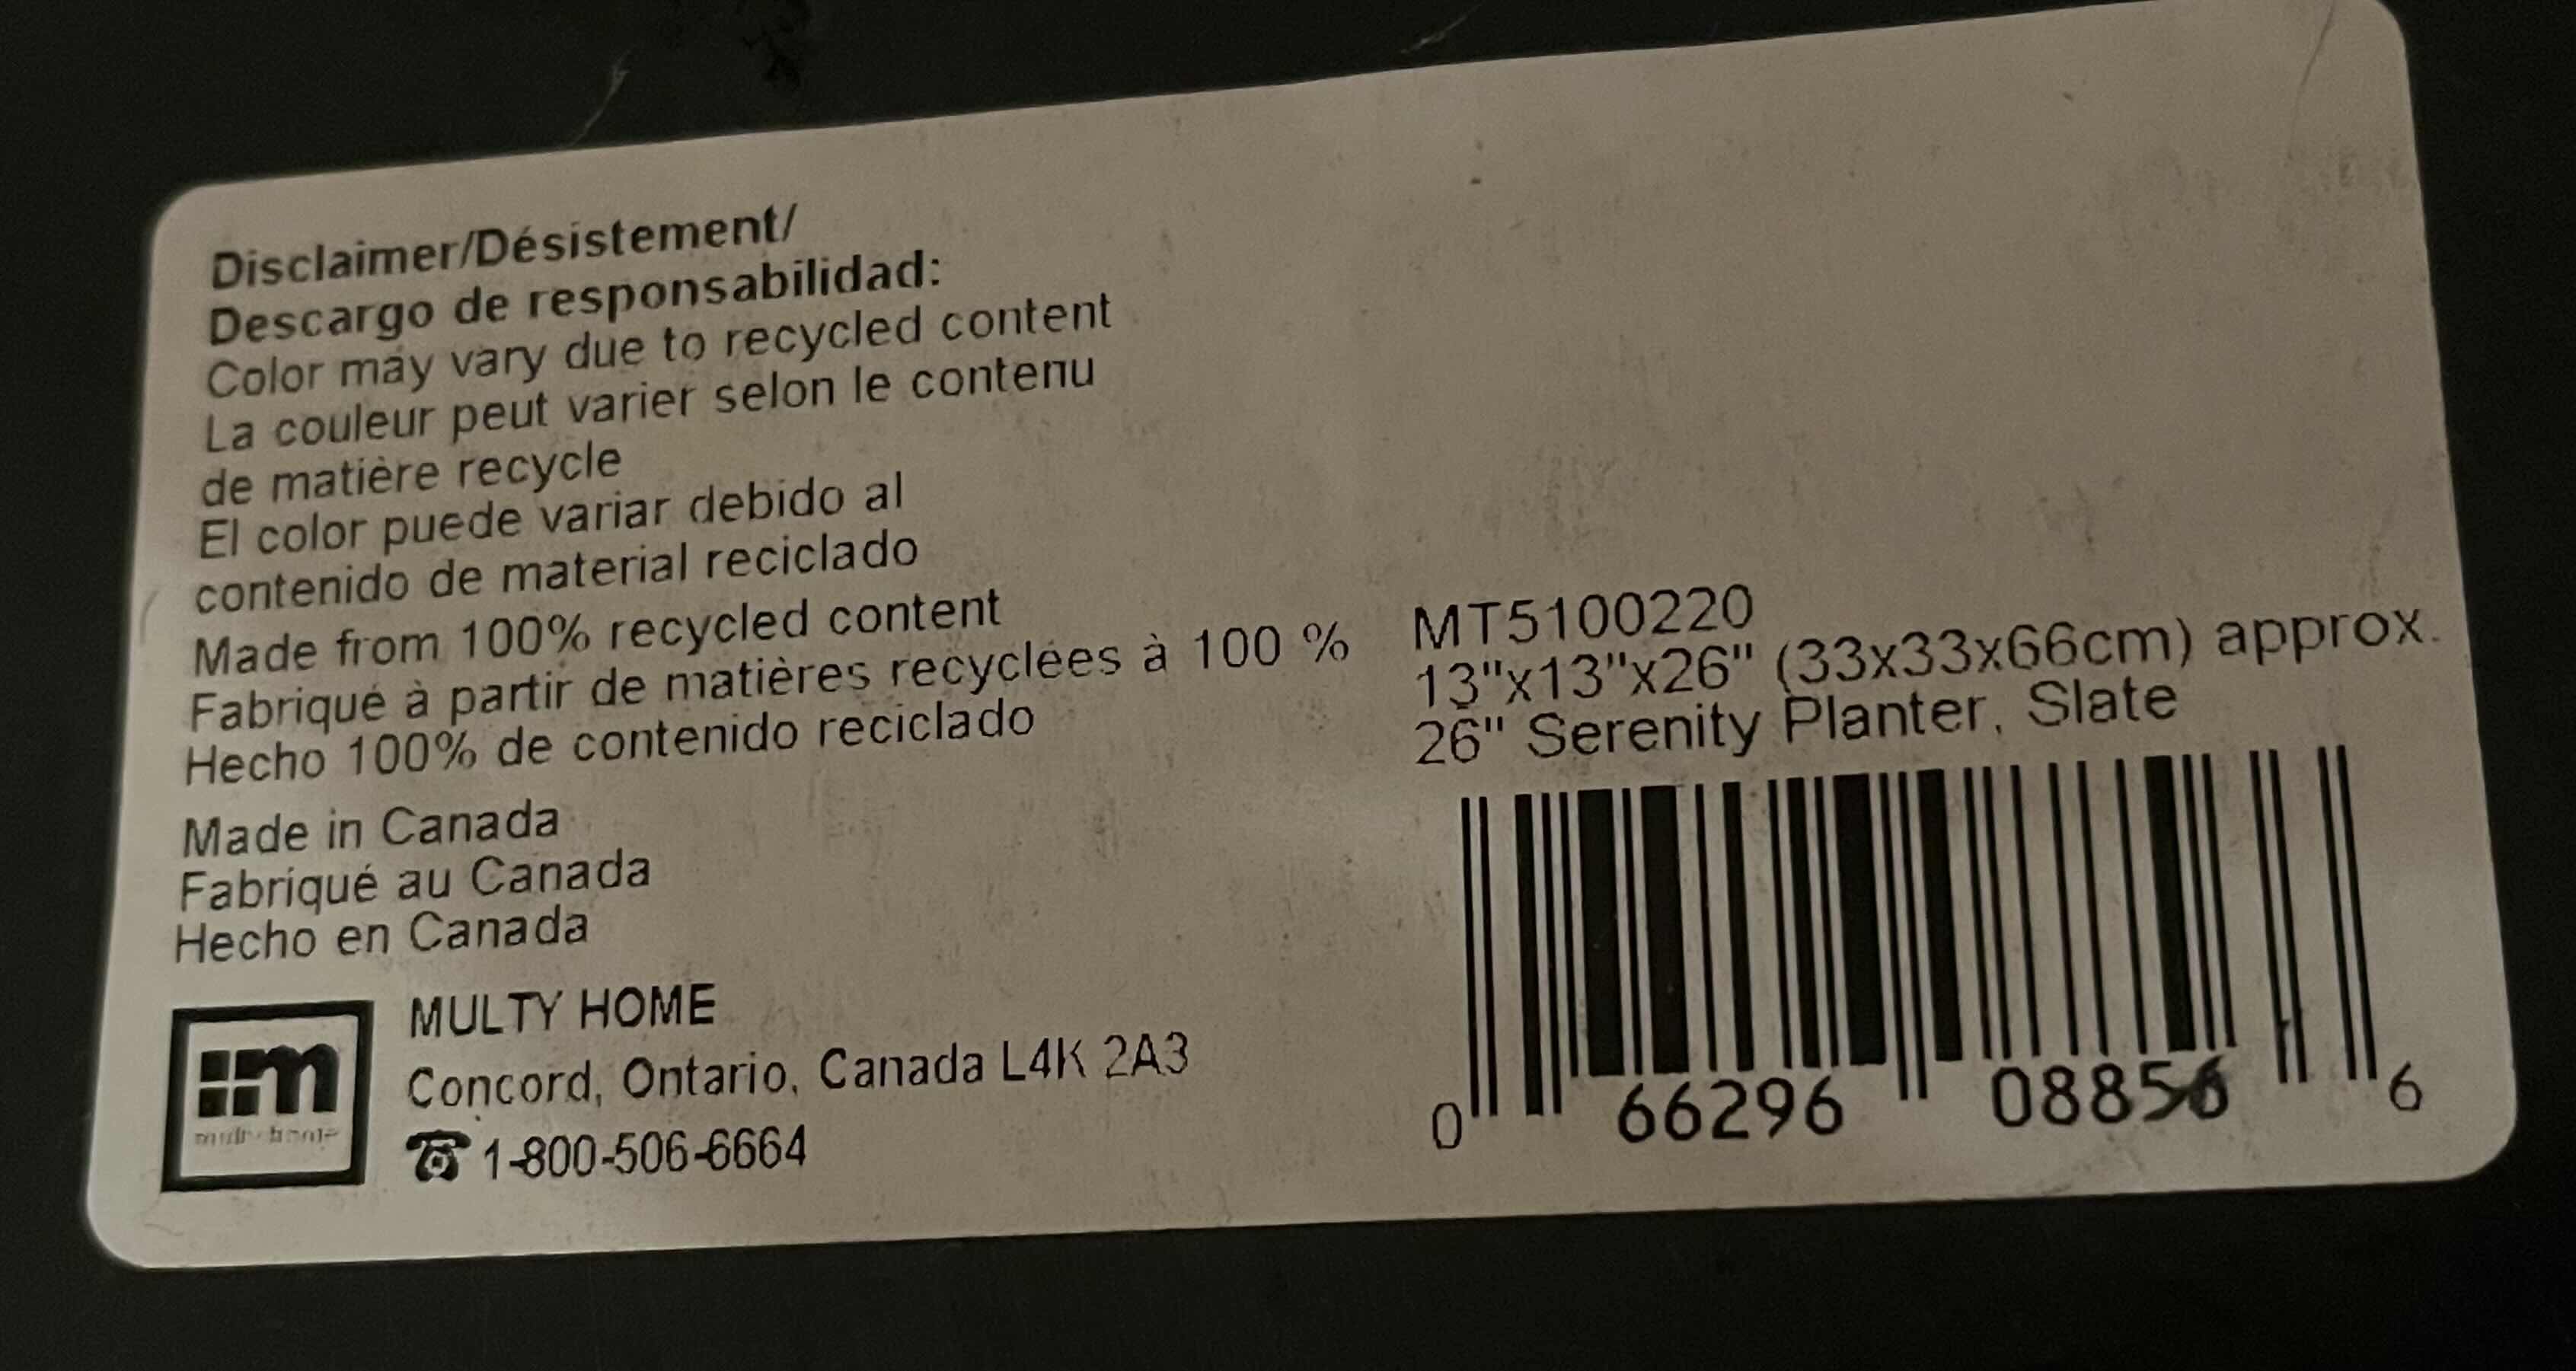 Disclaimer/Désistement/
Descargo de responsabilidad:
Color may vary due to recycled content
La couleur peut varier selon le contenu
de matière recycle
El color puede variar debido al
contenido de material reciclado
Made from 100% recycled content
Fabriqué à partir de matières recyclées à 100 %
Hecho 100% de contenido reciclado
Made in Canada
Fabriqué au Canada
Hecho en Canada
m
multy home
MULTY HOME
Concord, Ontario, Canada L4K 2A3
☎ 1-800-506-6664
MT5100220
13"x13"x26" (33x33x66cm) approx.
26" Serenity Planter, Slate
0 66296 08856 6